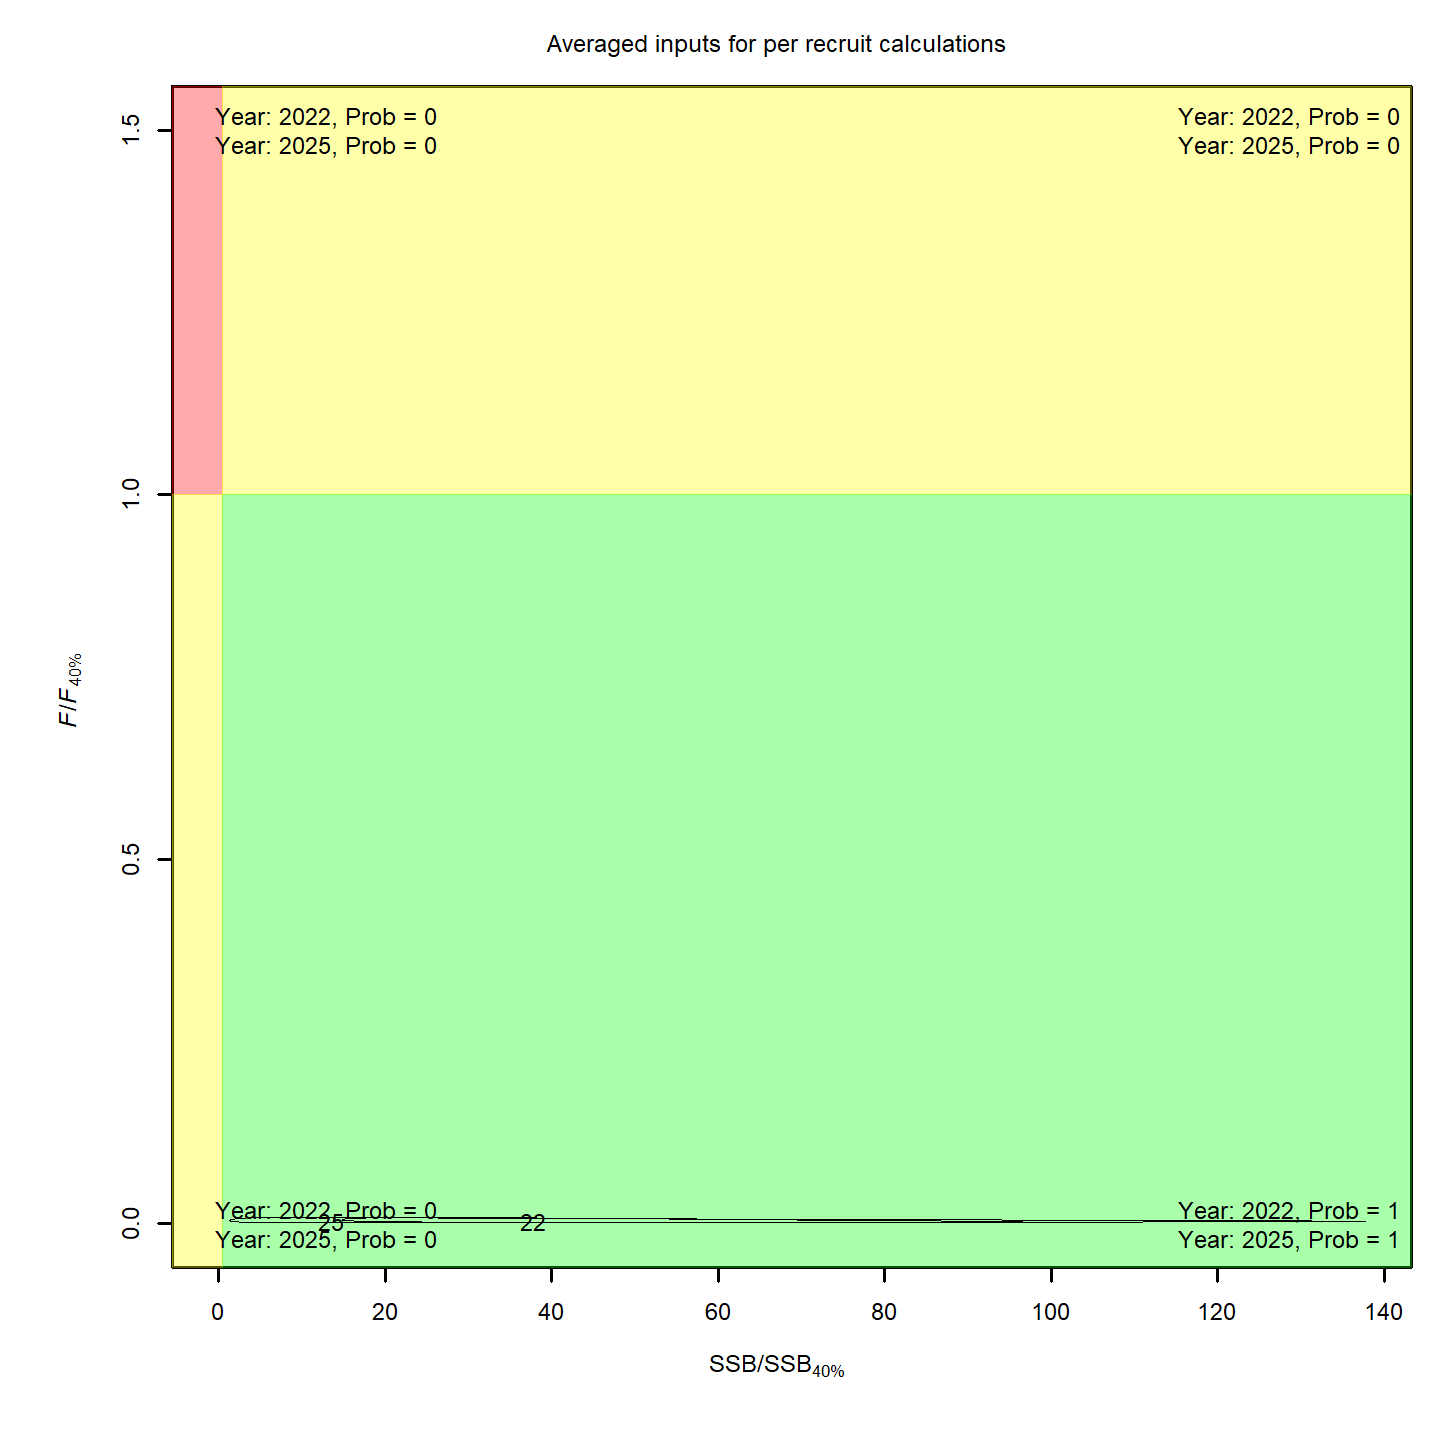 Averaged inputs for per recruit calculations
Year: 2022, Prob = 0
Year: 2025, Prob = 0
Year: 2022, Prob = 0
Year: 2025, Prob = 0
1.5
1.0
0.5
0.0
F/F40%
Year: 2022, Prob = 0
Year: 2025, Prob = 0
25
22
Year: 2022, Prob = 1
Year: 2025, Prob = 1
0 20 40 60 80 100 120 140
SSB/SSB40%